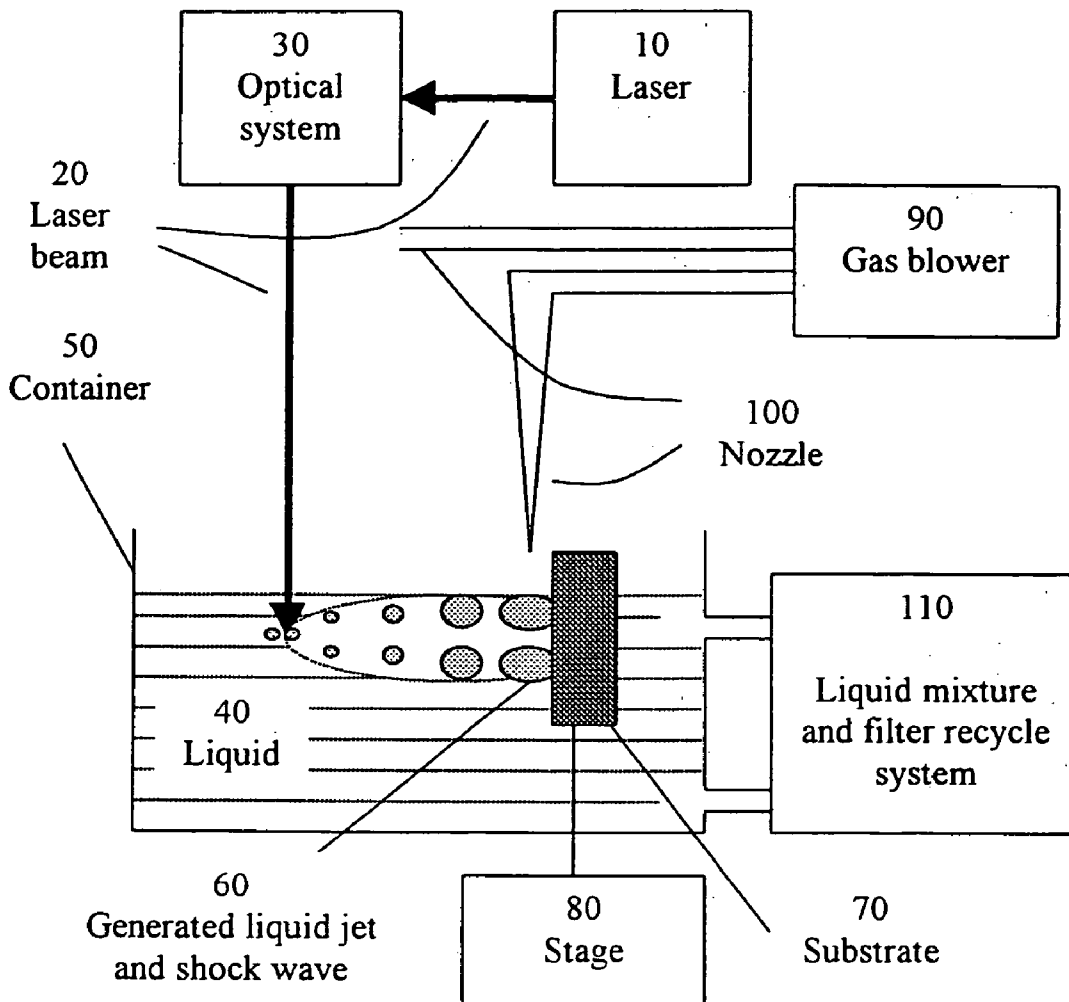 30
Optical
system
10
Laser
20
Laser
beam
90
Gas blower
50
Container
100
Nozzle
110
Liquid mixture
and filter recycle
system
40
Liquid
60
Generated liquid jet
and shock wave
80
Stage
70
Substrate